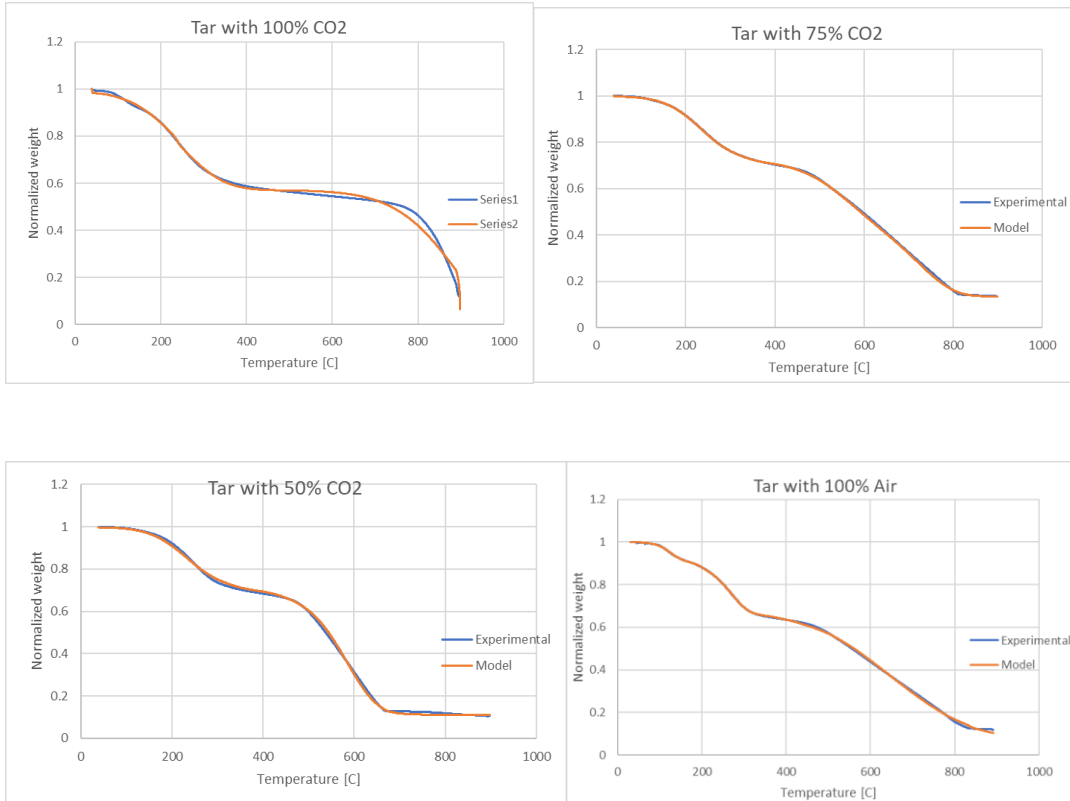 Tar with 100% CO2
1.2
1
0.8
0.6
0.4
0.2
0
0
200
400
600
800
1000
Normalized weight
Temperature [C]
Series1
Series2
Tar with 75% CO2
1.2
1
0.8
0.6
0.4
0.2
0
0
200
400
600
800
1000
Normalized weight
Temperature [C]
Experimental
Model
Tar with 50% CO2
1.2
1
0.8
0.6
0.4
0.2
0
0
200
400
600
800
1000
Normalized weight
Temperature [C]
Experimental
Model
Tar with 100% Air
1.2
1
0.8
0.6
0.4
0.2
0
0
200
400
600
800
1000
Normalized weight
Temperature [C]
Experimental
Model